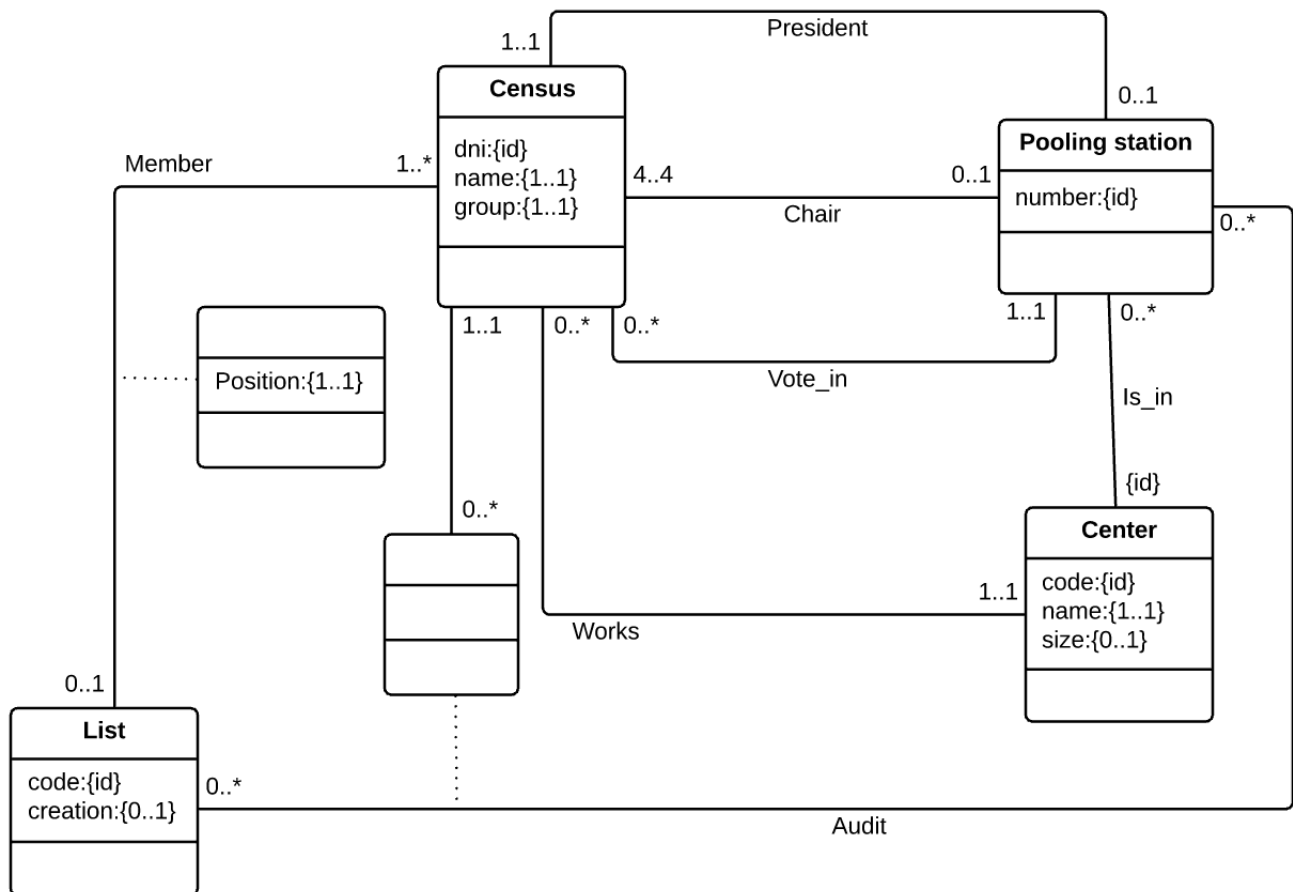 President
1..1
Census
0..1
Pooling station
dni:{id}
name:{1..1}
group:{1..1}
Member
1..*
4..4
0..1
Chair
number:{id}
0..*
1..1
0..*
0..*
1..1
0..*
Vote_in
Position:{1..1}
Is_in
0..*
{id}
Center
code:{id}
name:{1..1}
size:{0..1}
1..1
Works
0..1
List
code:{id}
creation:{0..1}
0..*
Audit